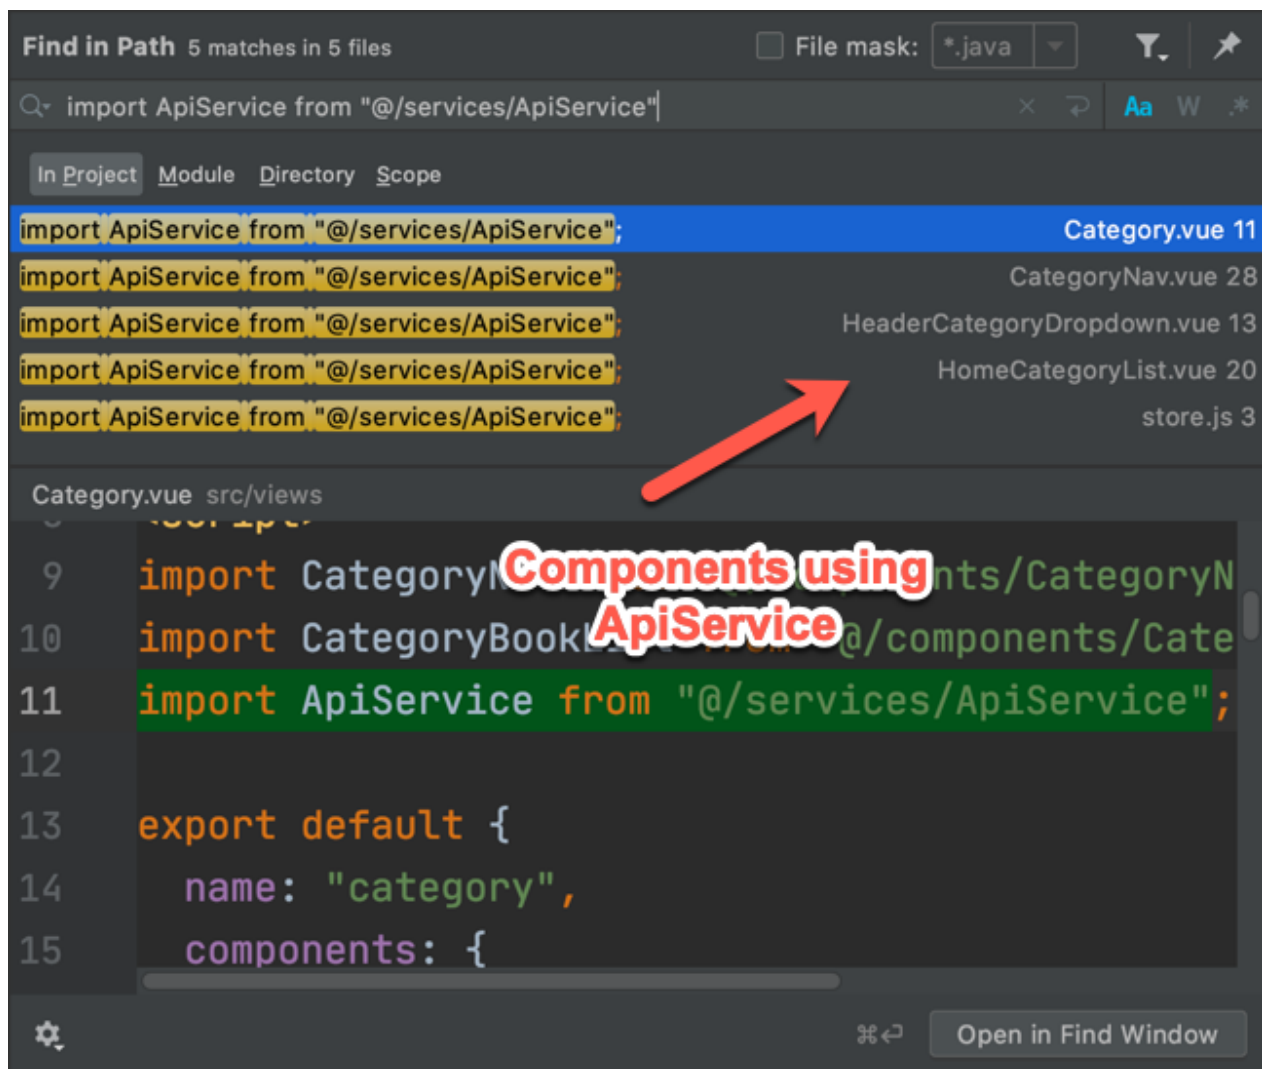 Find in Path 5 matches in 5 files File mask: *.java
import ApiService from "@/services/ApiService" Aa W .*
In Project Module Directory Scope
import ApiService from "@/services/ApiService"; Category.vue 11
import ApiService from "@/services/ApiService"; CategoryNav.vue 28
import ApiService from "@/services/ApiService"; HeaderCategoryDropdown.vue 13
import ApiService from "@/services/ApiService"; HomeCategoryList.vue 20
import ApiService from "@/services/ApiService"; store.js 3
Category.vue src/views
9 import CategoryN nts/CategoryN
Components using
10 import CategoryBook @/components/Cate
ApiService
11 import ApiService from "@/services/ApiService";
12
13 export default {
14 name: "category",
15 components: {
⌘⏎ Open in Find Window